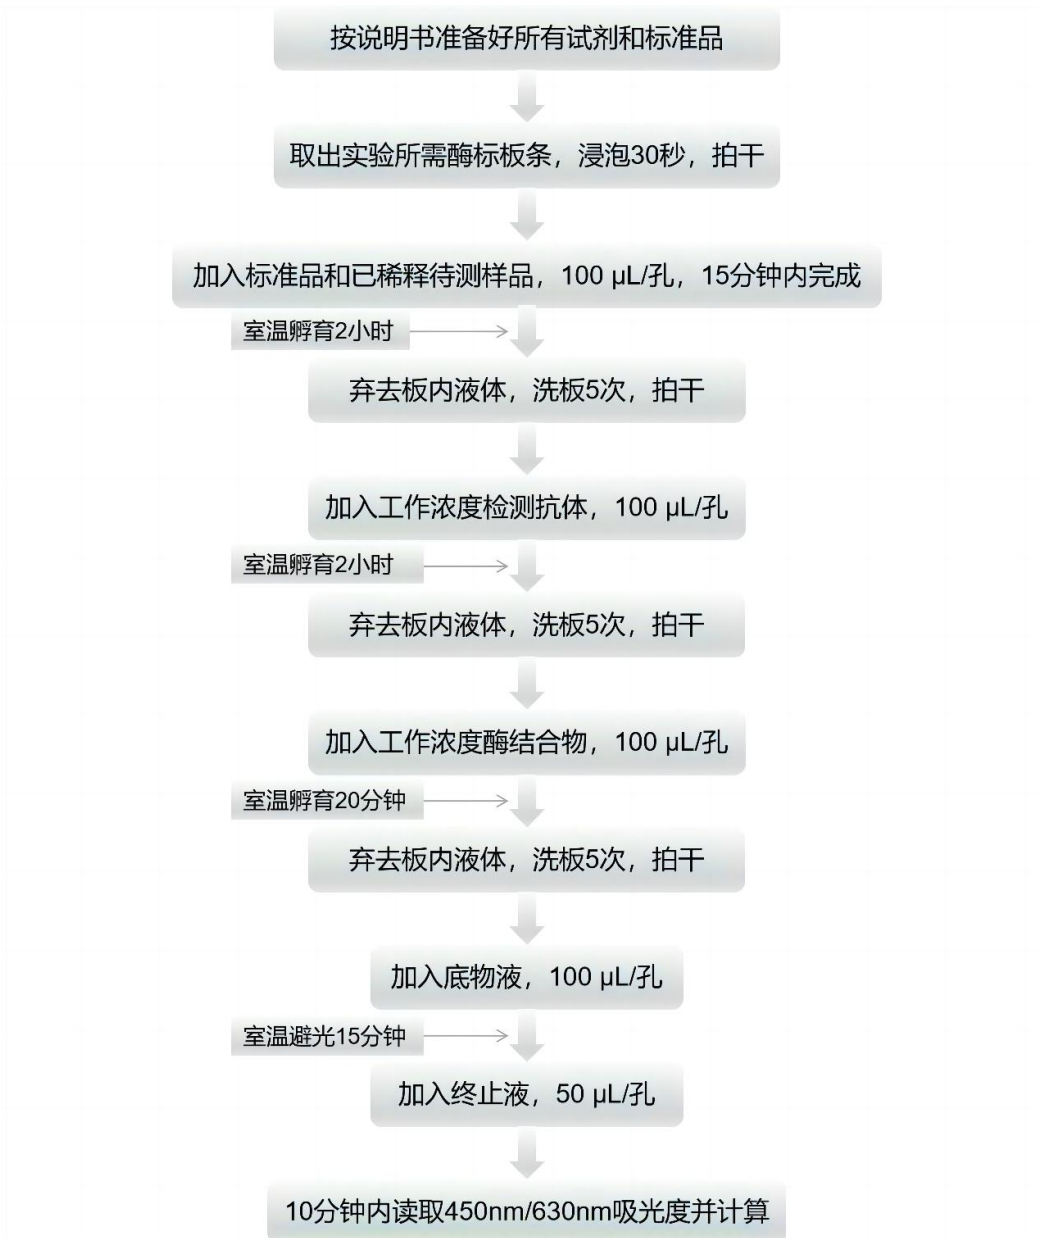 按说明书准备好所有试剂和标准品
取出实验所需酶标板条，浸泡30秒，拍干
加入标准品和已稀释待测样品，100 μL/孔，15分钟内完成
室温孵育2小时
弃去板内液体，洗板5次，拍干
加入工作浓度检测抗体，100 μL/孔
室温孵育2小时
弃去板内液体，洗板5次，拍干
加入工作浓度酶结合物，100 μL/孔
室温孵育20分钟
弃去板内液体，洗板5次，拍干
加入底物液，100 μL/孔
室温避光15分钟
加入终止液，50 μL/孔
10分钟内读取450nm/630nm吸光度并计算